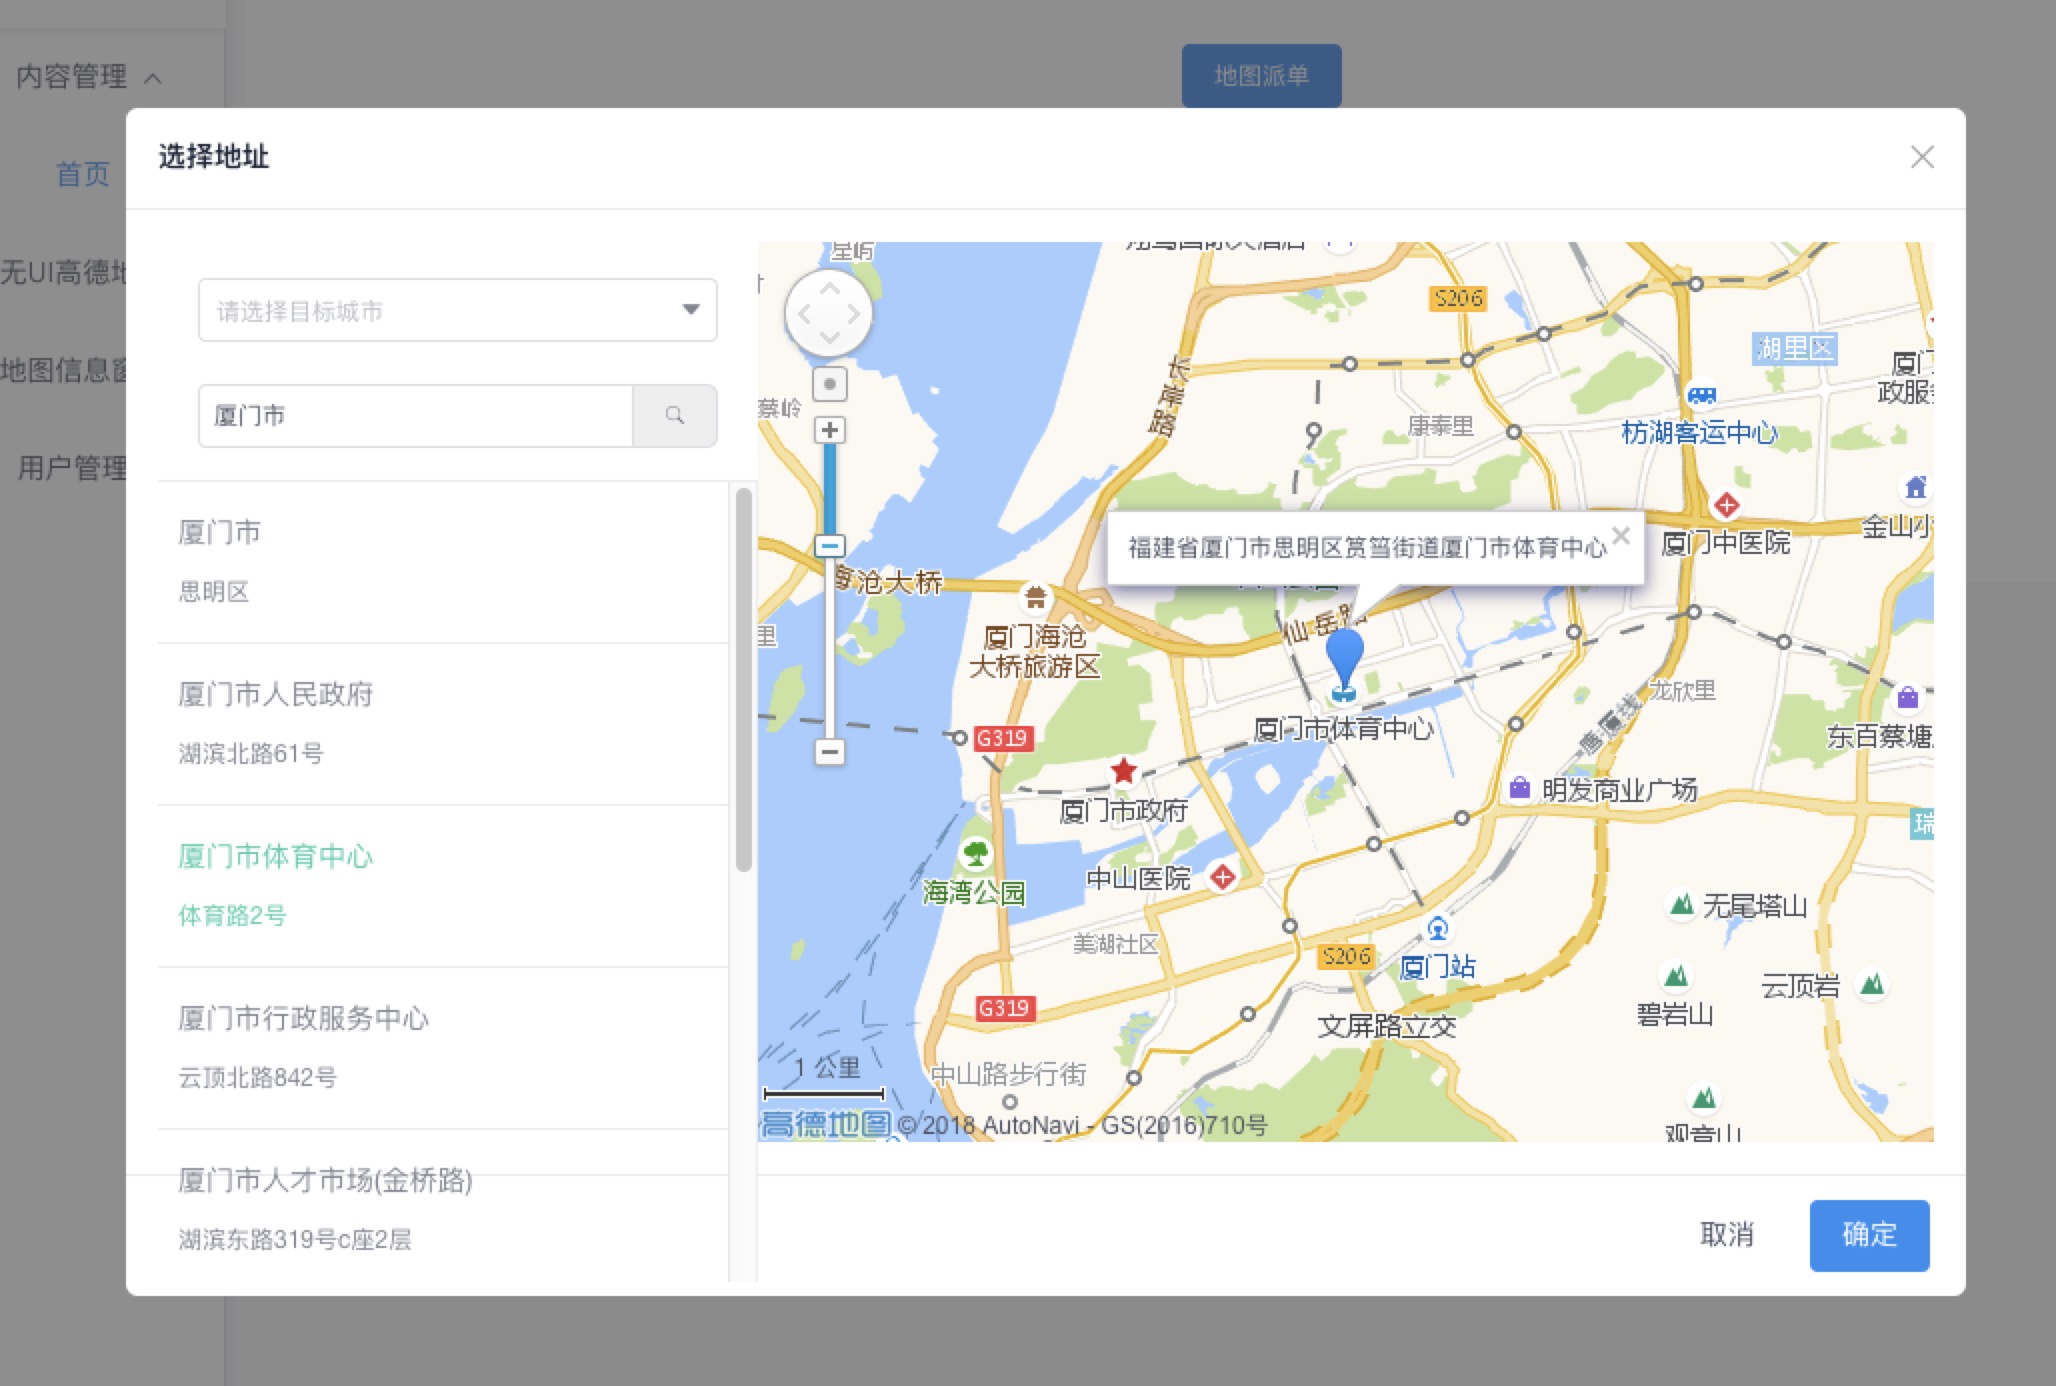 内容管理
地图派单
首页
无UI高德地
地图信息窗
用户管理
选择地址
请选择目标城市
厦门市
厦门市
思明区
厦门市人民政府
湖滨北路61号
厦门市体育中心
体育路2号
厦门市行政服务中心
云顶北路842号
厦门市人才市场(金桥路)
湖滨东路319号c座2层
S206
湖里区
长岸路
蔡岭
康泰里
枋湖客运中心
厦门
政服务
福建省厦门市思明区筼筜街道厦门市体育中心
厦门中医院
金山小
海沧大桥
仙岳路
厦门海沧
大桥旅游区
里
龙欣里
G319
厦门市体育中心
鹰厦线
东百蔡塘
厦门市政府
明发商业广场
瑞
中山医院
海湾公园
美湖社区
无尾塔山
S206
厦门站
碧岩山
云顶岩
G319
文屏路立交
1 公里
中山路步行街
观音山
高德地图 © 2018 AutoNavi - GS(2016)710号
取消
确定